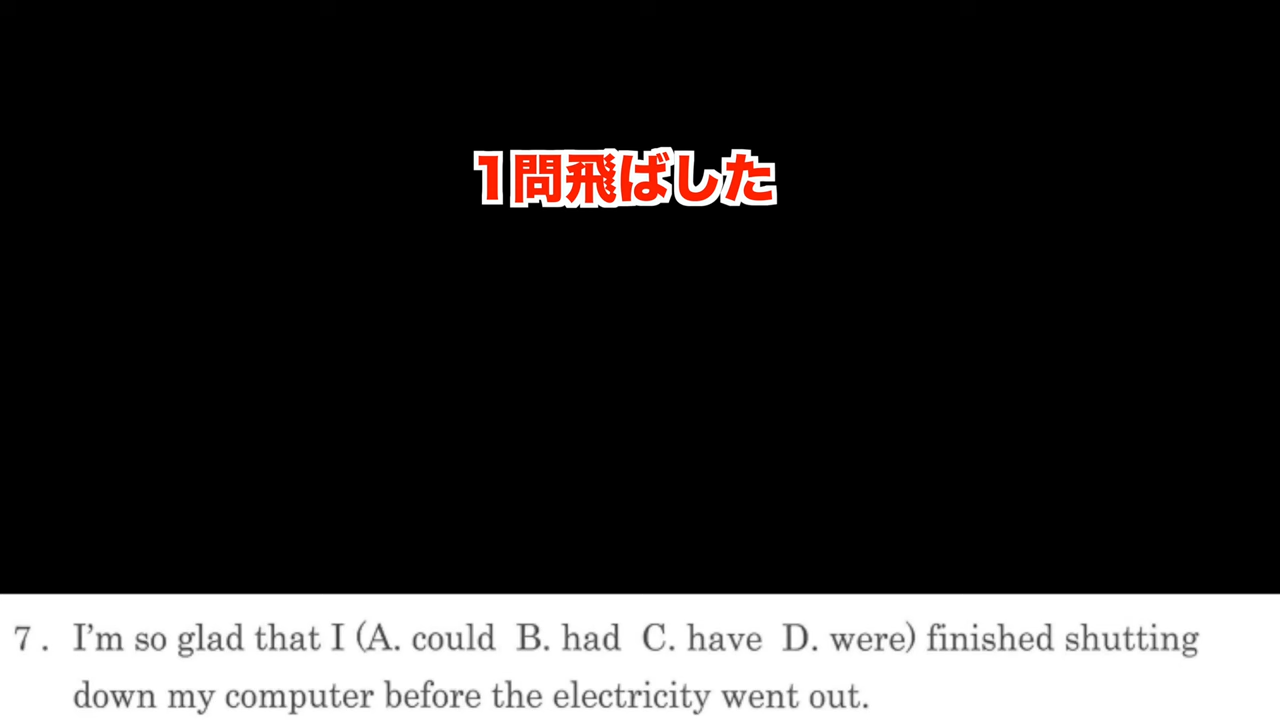 1問飛ばした
7. I'm so glad that I (A. could B. had C. have D. were) finished shutting
down my computer before the electricity went out.